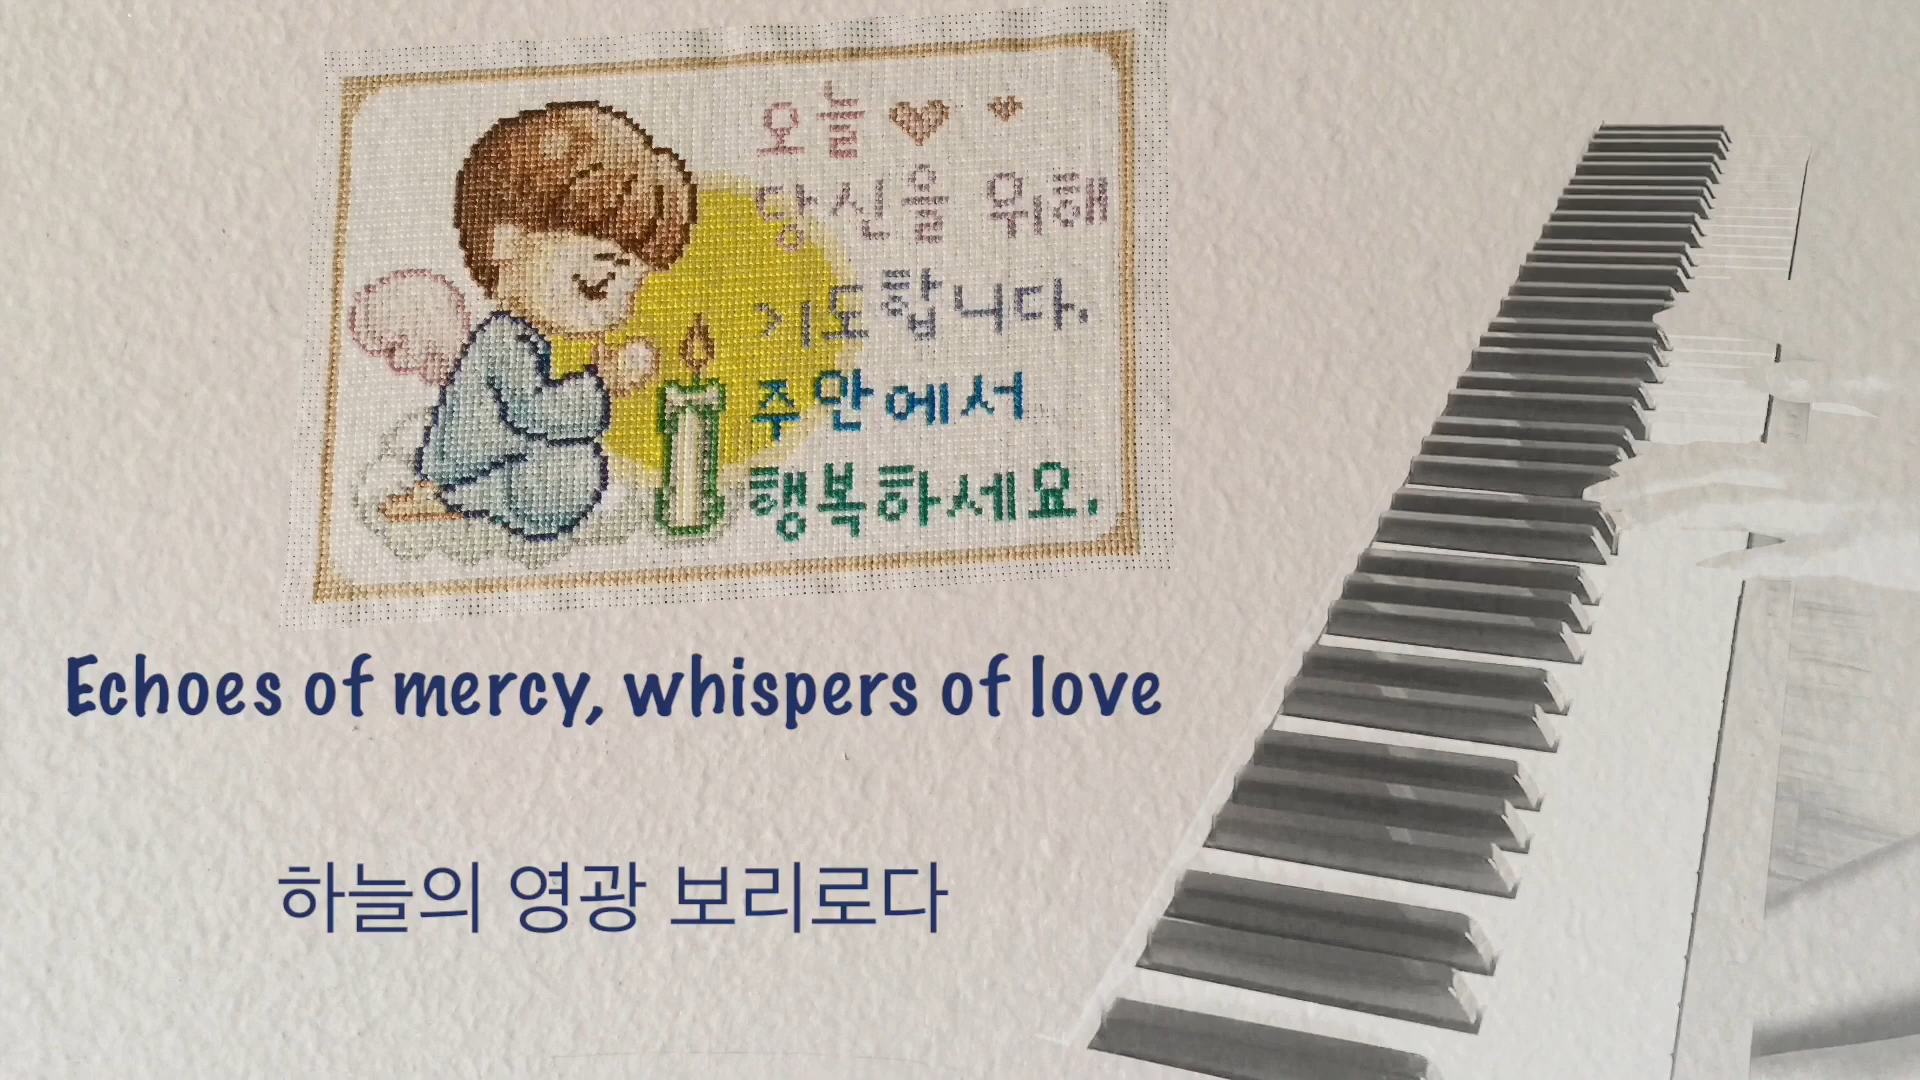 오늘
당신을 위해
기도합니다.
주안에서
행복하세요.
Echoes of mercy, whispers of love
하늘의 영광 보리로다